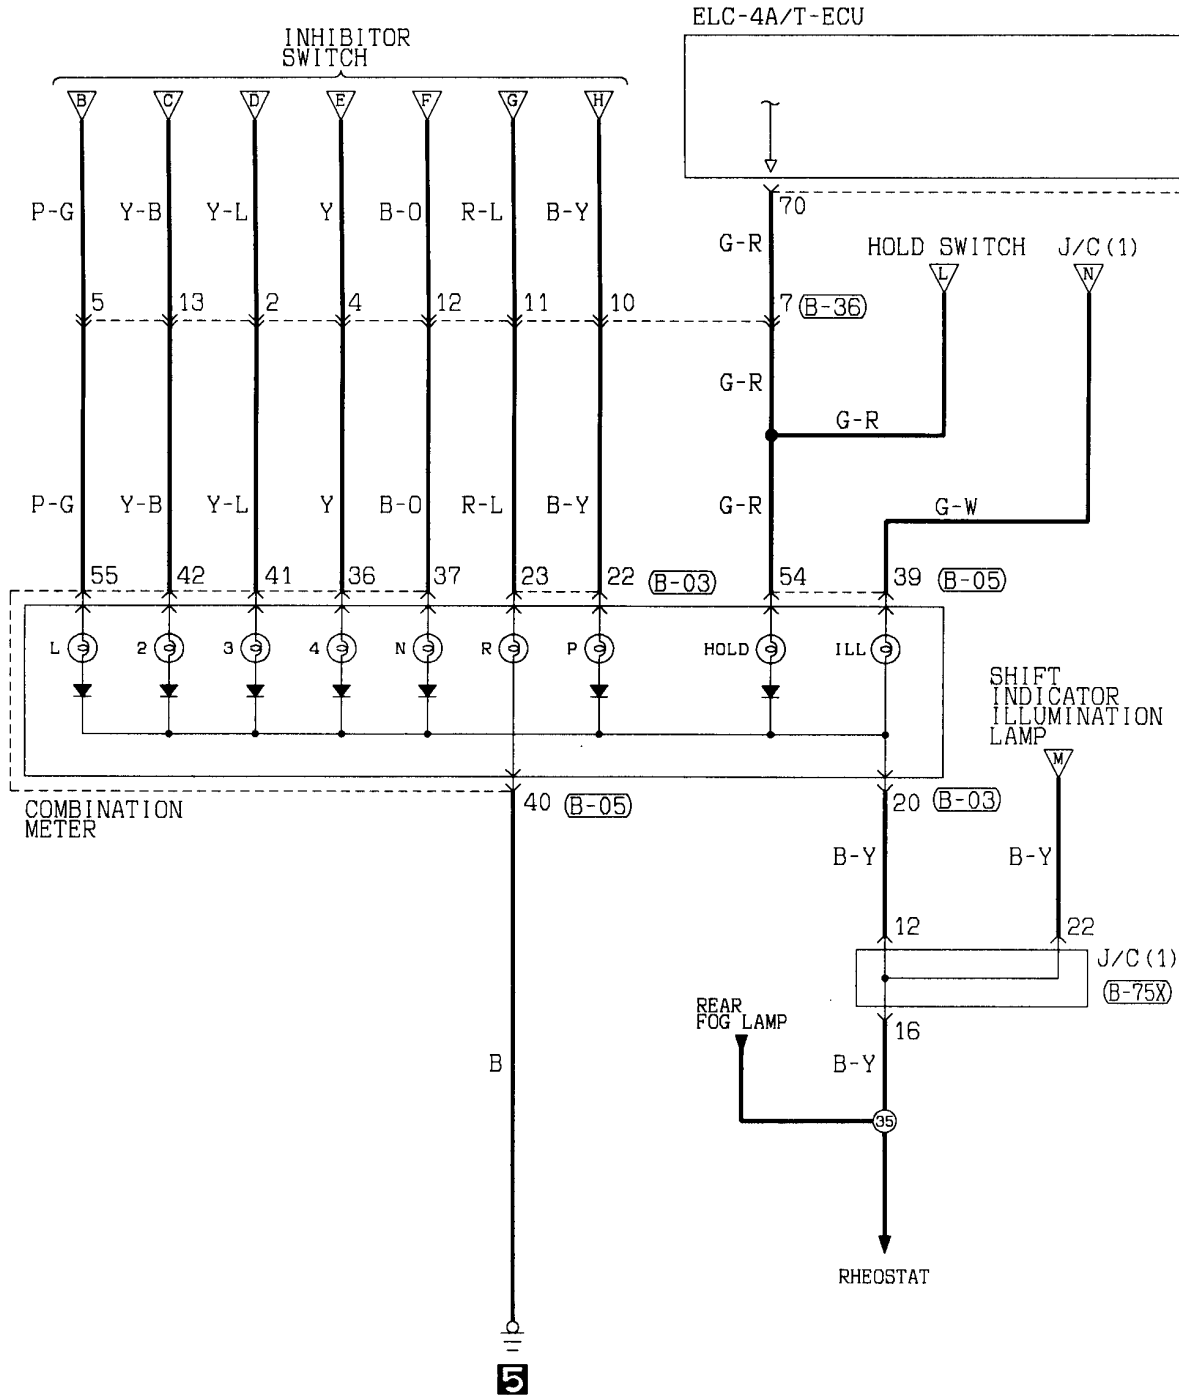 ELC-4A/T-ECU
INHIBITOR
SWITCH
B C D E F G H
70
P-G Y-B Y-L Y B-O R-L B-Y
G-R
HOLD SWITCH J/C(1)
L N
5 13 2 4 12 11 10 7 (B-36)
G-R
G-R
P-G Y-B Y-L Y B-O R-L B-Y G-R
G-W
55 42 41 36 37 23 22 (B-03) 54 39 (B-05)
L 2 3 4 N R P HOLD ILL
SHIFT
INDICATOR
ILLUMINATION
LAMP
M
COMBINATION
METER
40 (B-05) 20 (B-03)
B-Y B-Y
12 22
J/C(1)
(B-75X)
REAR
FOG LAMP
16
B B-Y
35
RHEOSTAT
5